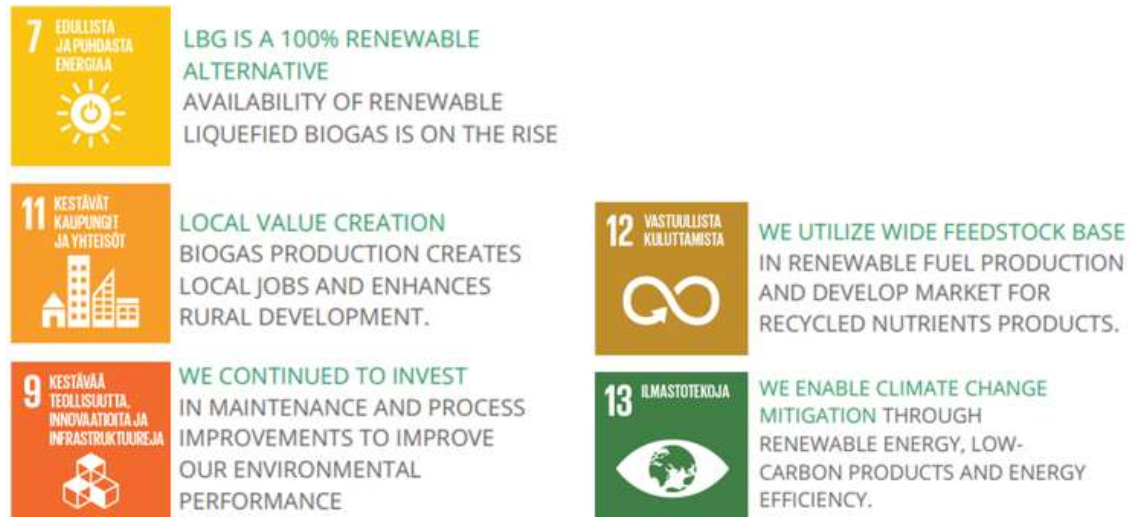 7 EDULLISTA
JA PUHDASTA
ENERGIAA
LBG IS A 100% RENEWABLE
ALTERNATIVE
AVAILABILITY OF RENEWABLE
LIQUEFIED BIOGAS IS ON THE RISE
11 KESTÄVÄT
KAUPUNGIT
JA YHTEISÖT
LOCAL VALUE CREATION
BIOGAS PRODUCTION CREATES
LOCAL JOBS AND ENHANCES
RURAL DEVELOPMENT.
9 KESTÄVÄÄ
TEOLLISUUTTA,
INNOVAATIOITA JA
INFRASTRUKTUUREJA
WE CONTINUED TO INVEST
IN MAINTENANCE AND PROCESS
IMPROVEMENTS TO IMPROVE
OUR ENVIRONMENTAL
PERFORMANCE
12 VASTUULLISTA
KULUTTAMISTA
WE UTILIZE WIDE FEEDSTOCK BASE
IN RENEWABLE FUEL PRODUCTION
AND DEVELOP MARKET FOR
RECYCLED NUTRIENTS PRODUCTS.
13 ILMASTOTEKOJA
WE ENABLE CLIMATE CHANGE
MITIGATION THROUGH
RENEWABLE ENERGY, LOW-
CARBON PRODUCTS AND ENERGY
EFFICIENCY.